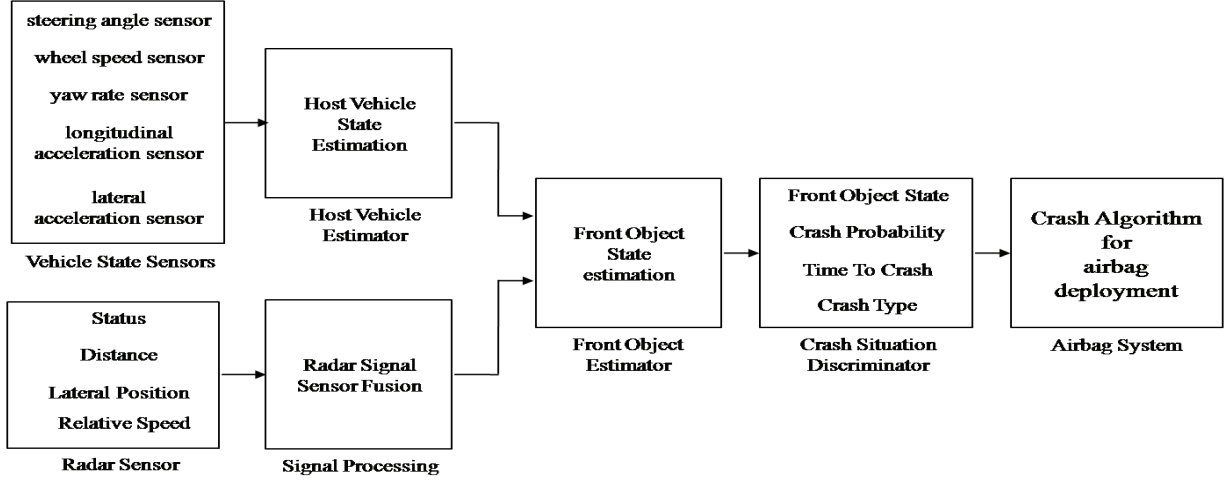 steering angle sensor
wheel speed sensor
yaw rate sensor
longitudinal
acceleration sensor
lateral
acceleration sensor
Vehicle State Sensors
Host Vehicle
State
Estimation
Host Vehicle
Estimator
Status
Distance
Lateral Position
Relative Speed
Radar Sensor
Radar Signal
Sensor Fusion
Signal Processing
Front Object
State
estimation
Front Object
Estimator
Front Object State
Crash Probability
Time To Crash
Crash Type
Crash Situation
Discriminator
Crash Algorithm
for
airbag
deployment
Airbag System